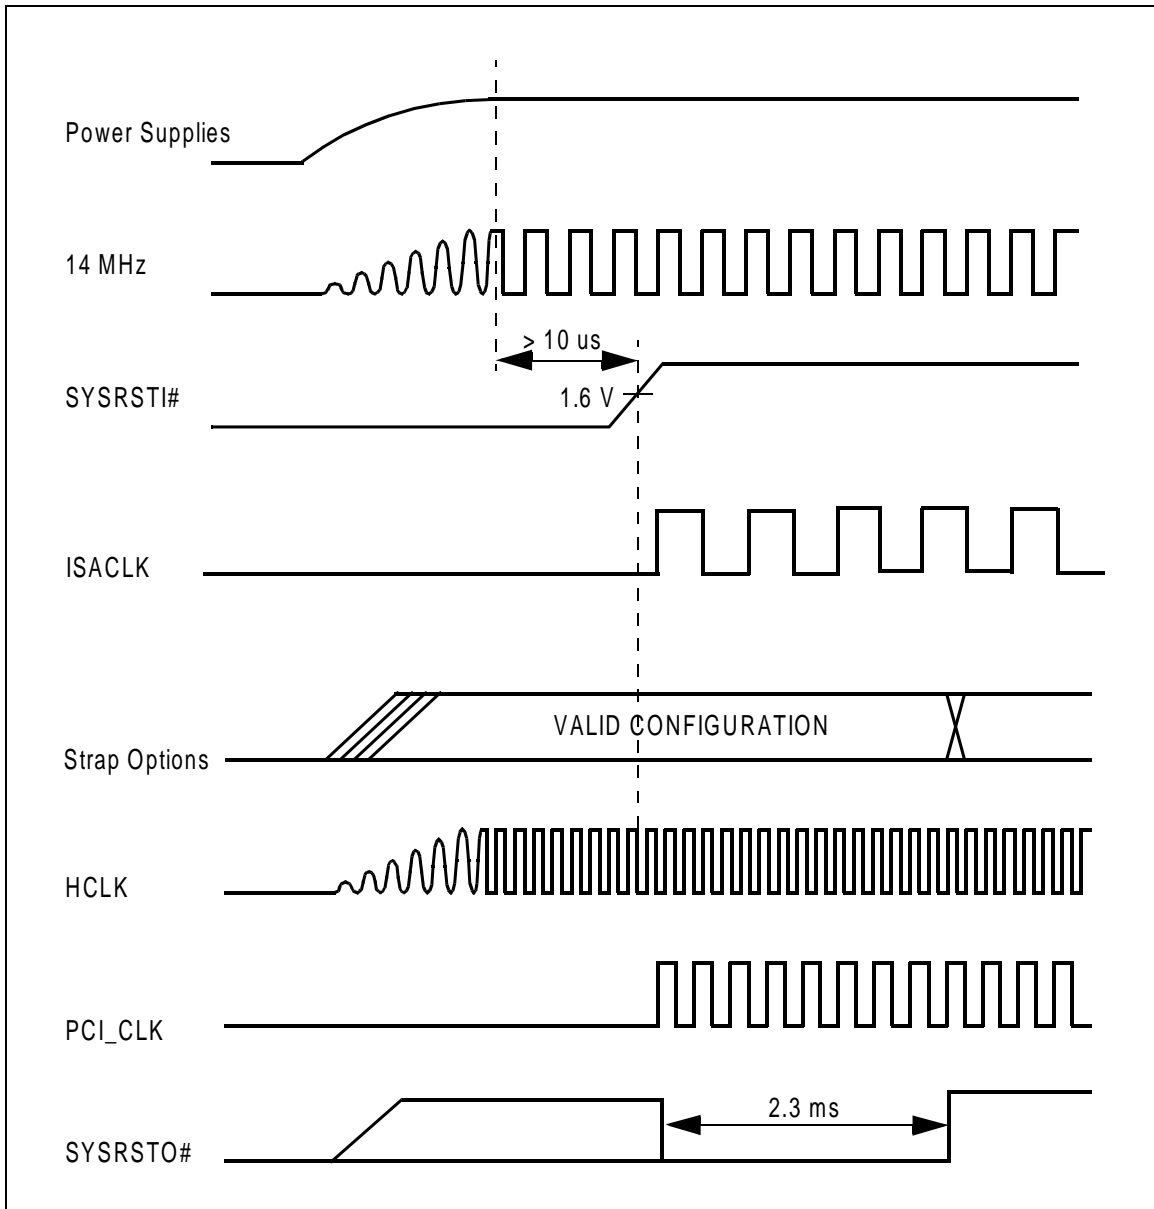 Power Supplies
14 MHz
> 10 us
SYSRSTI#
1.6 V
ISACLK
VALID CONFIGURATION
Strap Options
HCLK
PCI_CLK
2.3 ms
SYSRSTO#